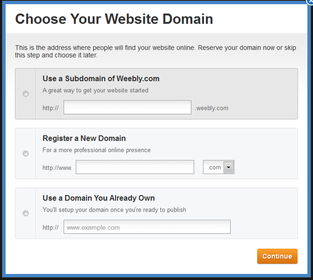 Choose Your Website Domain
This is the address where people will find your website online. Reserve your domain now or skip
this step and choose it later.
Use a Subdomain of Weebly.com
A great way to get your website started
http:// .weebly.com
Register a New Domain
For a more professional online presence
http://www. .com
Use a Domain You Already Own
You'll setup your domain once you're ready to publish
http:// www.example.com
Continue